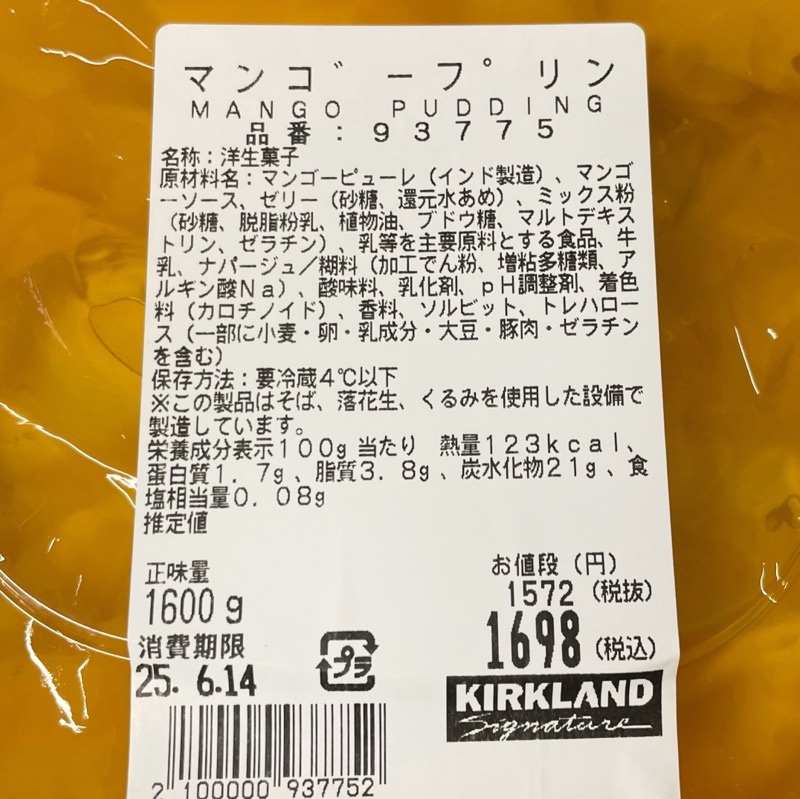 マンゴープリン
MANGO PUDDING
品番:93775
名称:洋生菓子
原材料名:マンゴーピューレ(インド製造)、マンゴ
ーソース、ゼリー(砂糖、還元水あめ)、ミックス粉
(砂糖、脱脂粉乳、植物油、ブドウ糖、マルトデキス
トリン、ゼラチン)、乳等を主要原料とする食品、牛
乳、ナパージュ/糊料(加工でん粉、増粘多糖類、ア
ルギン酸Na)、酸味料、乳化剤、pH調整剤、着色
料(カロチノイド)、香料、ソルビット、トレハロー
ス(一部に小麦・卵・乳成分・大豆・豚肉・ゼラチン
を含む)
保存方法:要冷蔵4℃以下
※この製品はそば、落花生、くるみを使用した設備で
製造しています。
栄養成分表示100g当たり 熱量123kcal、
蛋白質1.7g、脂質3.8g、炭水化物21g、食
塩相当量0.08g
推定値
正味量
1600g
お値段(円)
1572(税抜)
1698(税込)
消費期限
25.6.14
プラ
KIRKLAND
Signature
2 100000 937752